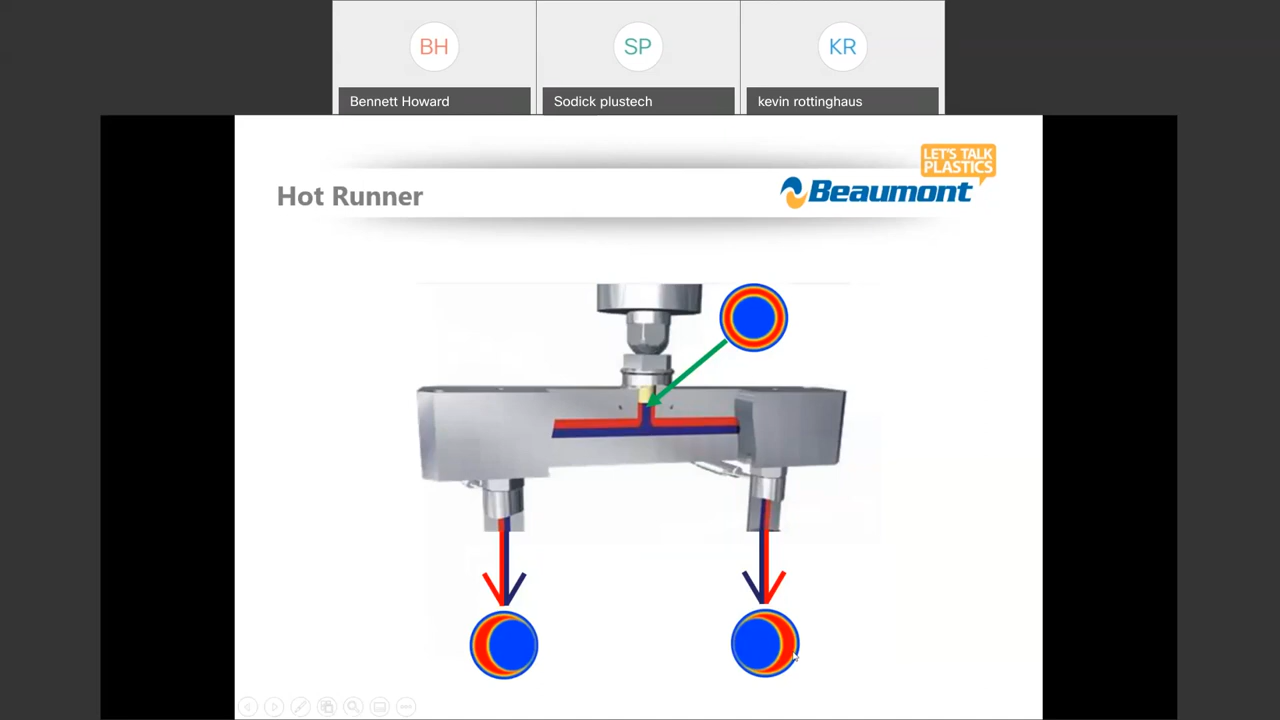 BH
SP
KR
Bennett Howard
Sodick plustech
kevin rottinghaus
LET'S TALK
PLASTICS
Hot Runner
Beaumont